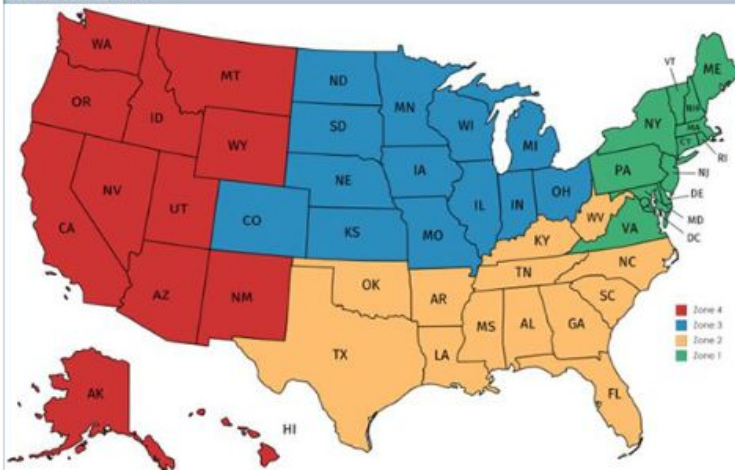 WA
MT
ND
MN
VT
ME
OR
ID
SD
WI
MI
NY
NH
MA
CT
RI
WY
NE
IA
PA
NJ
NV
UT
CO
IL
IN
OH
DE
MD
DC
CA
KS
MO
WV
VA
KY
AZ
NM
OK
AR
TN
NC
SC
TX
LA
MS
AL
GA
FL
AK
HI
Zone 4
Zone 3
Zone 2
Zone 1